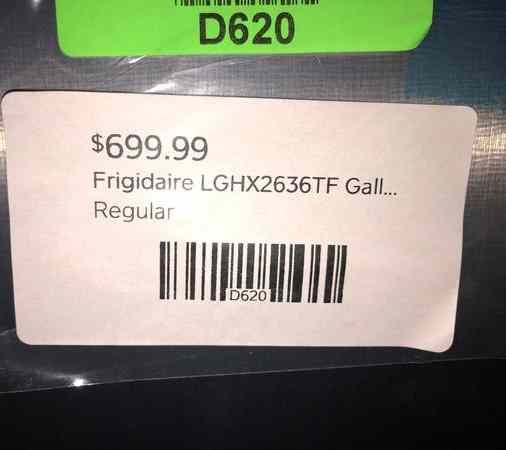 D620
$699.99
Frigidaire LGHX2636TF Gall...
Regular
D620